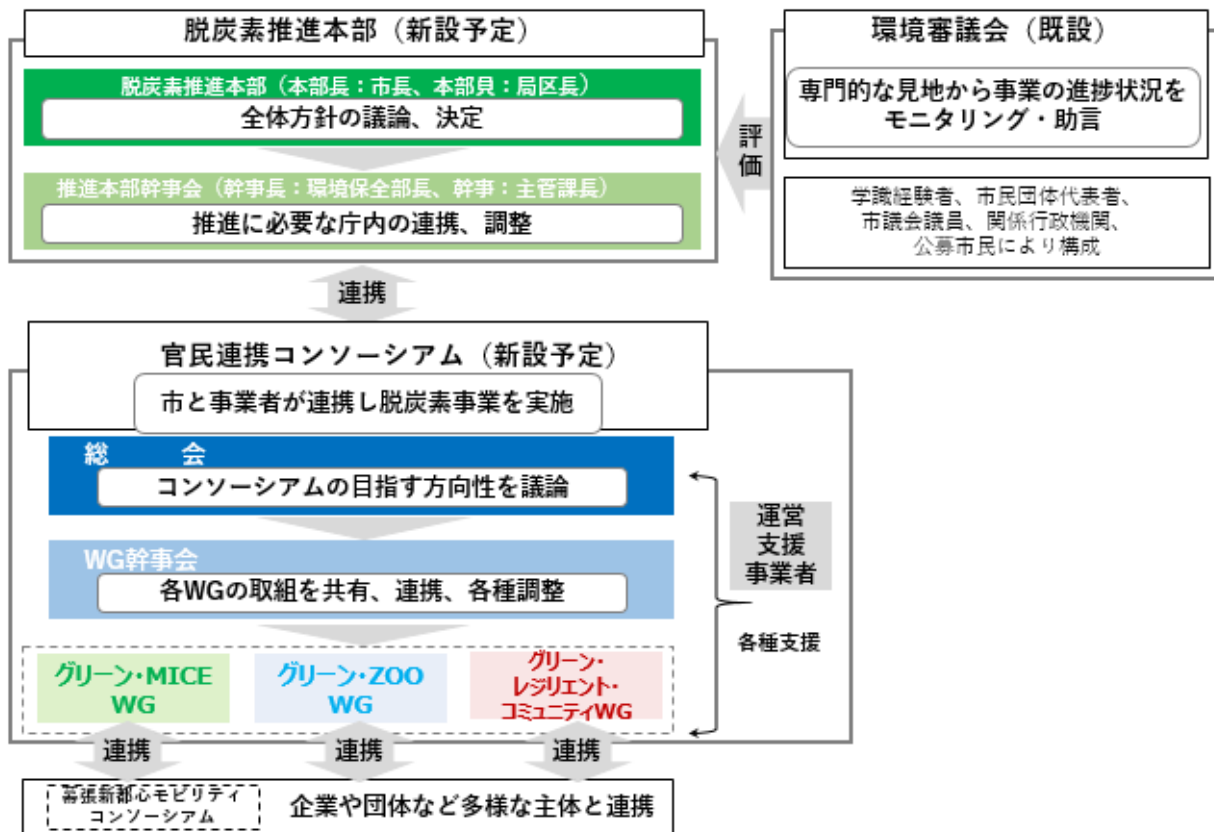 脱炭素推進本部（新設予定）
脱炭素推進本部（本部長：市長、本部員：局区長）
全体方針の議論、決定
推進本部幹事会（幹事長：環境保全部長、幹事：主管課長）
推進に必要な庁内の連携、調整
評
価
環境審議会（既設）
専門的な見地から事業の進捗状況を
モニタリング・助言
学識経験者、市民団体代表者、
市議会議員、関係行政機関、
公募市民により構成
連携
官民連携コンソーシアム（新設予定）
市と事業者が連携し脱炭素事業を実施
総　会
コンソーシアムの目指す方向性を議論
WG幹事会
各WGの取組を共有、連携、各種調整
運営
支援
事業者
各種支援
グリーン・MICE
WG
グリーン・ZOO
WG
グリーン・
レジリエント・
コミュニティWG
連携
連携
連携
幕張新都心モビリティ
コンソーシアム
企業や団体など多様な主体と連携